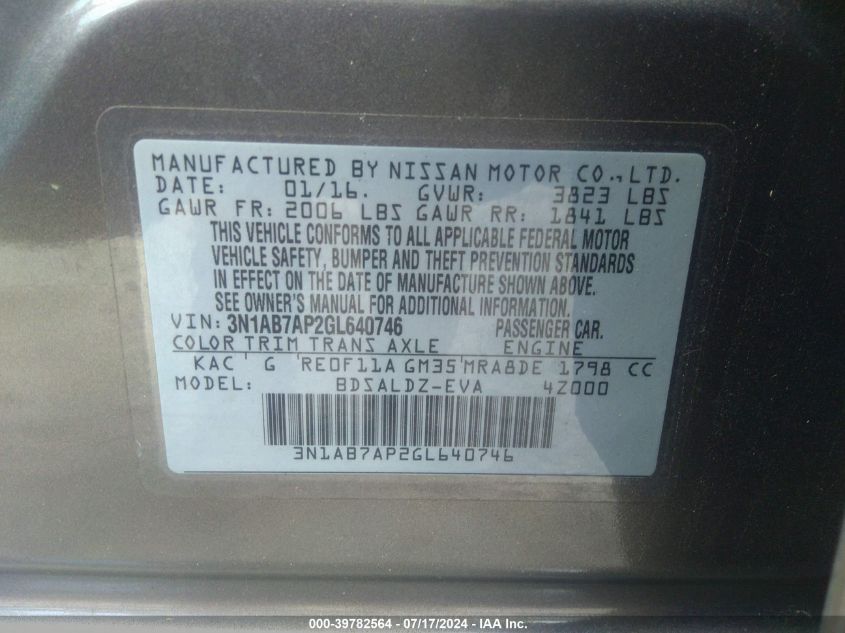 MANUFACTURED BY NISSAN MOTOR CO., LTD.
DATE: 01/16. GVWR: 3823 LBS
GAWR FR: 2006 LBS GAWR RR: 1841 LBS
THIS VEHICLE CONFORMS TO ALL APPLICABLE FEDERAL MOTOR
VEHICLE SAFETY, BUMPER AND THEFT PREVENTION STANDARDS
IN EFFECT ON THE DATE OF MANUFACTURE SHOWN ABOVE.
SEE OWNER'S MANUAL FOR ADDITIONAL INFORMATION.
VIN: 3N1AB7AP2GL640746 PASSENGER CAR.
COLOR TRIM TRANS AXLE ENGINE
KAC G RE0F11A GM35 MRA8DE 1798 CC
MODEL: BDSALDZ-EVA 4Z000
3N1AB7AP2GL640746
000-39782564 - 07/17/2024 - IAAI.COM